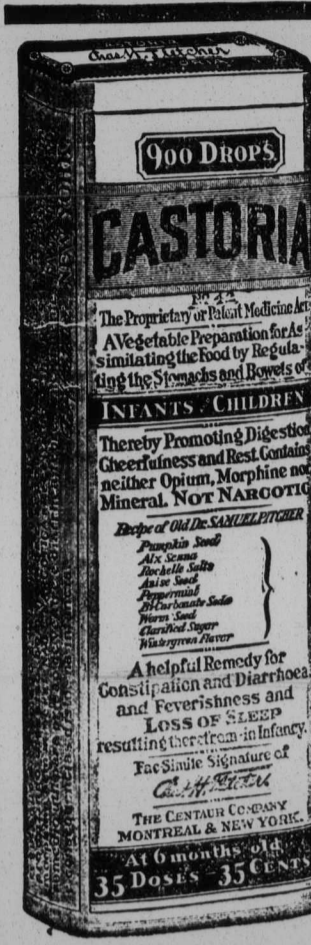 Chas. H. Fletcher
900 DROPS
CASTORIA
The Proprietary or Patent Medicine Act
A Vegetable Preparation for As
similating the Food by Regula-
ting the Stomachs and Bowels of
INFANTS CHILDREN
Thereby Promoting Digestion
Cheerfulness and Rest. Contains
neither Opium, Morphine nor
Mineral. NOT NARCOTIC
Recipe of Old Dr. SAMUEL PITCHER
Pumpkin Seed
Alx Senna
Rochelle Salts
Anise Seed
Peppermint
Bi Carbonate Soda
Worm Seed
Clarified Sugar
Wintergreen Flavor
A helpful Remedy for
Constipation and Diarrhoea
and Feverishness and
LOSS OF SLEEP
resulting therefrom-in Infancy.
Fac Simile Signature of
Chas. H. Fletcher
THE CENTAUR COMPANY
MONTREAL & NEW YORK.
At 6 months old
35 DOSES - 35 CENTS